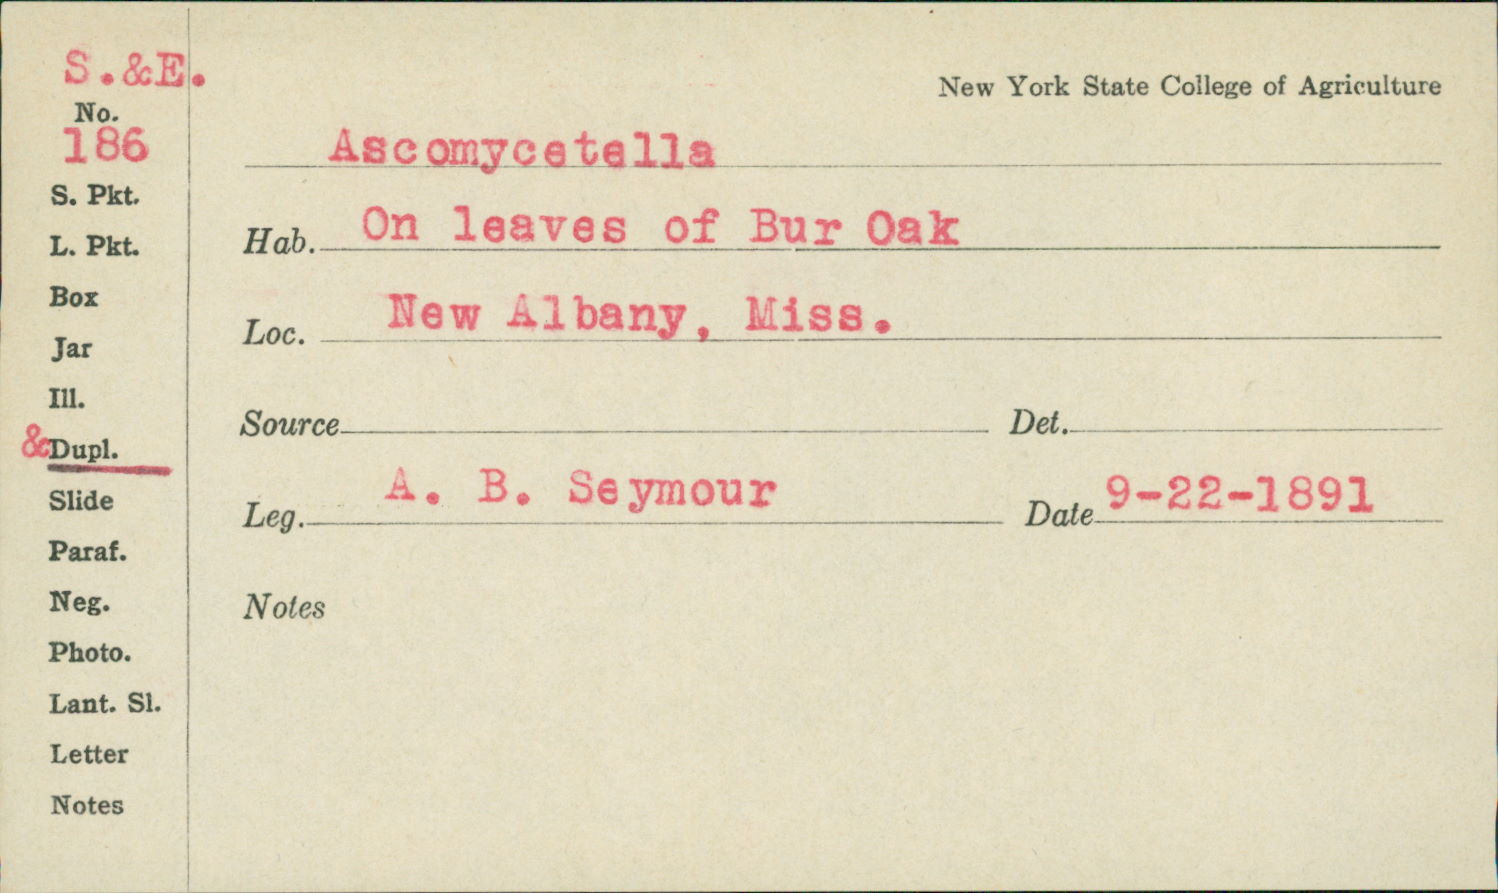 S.&E.
No.
186
S. Pkt.
L. Pkt.
Box
Jar
Ill.
&Dupl.
Slide
Paraf.
Neg.
Photo.
Lant. Sl.
Letter
Notes
New York State College of Agriculture
Ascomycetella
Hab. On leaves of Bur Oak
Loc. New Albany, Miss.
Source Det.
Leg. A. B. Seymour Date 9-22-1891
Notes